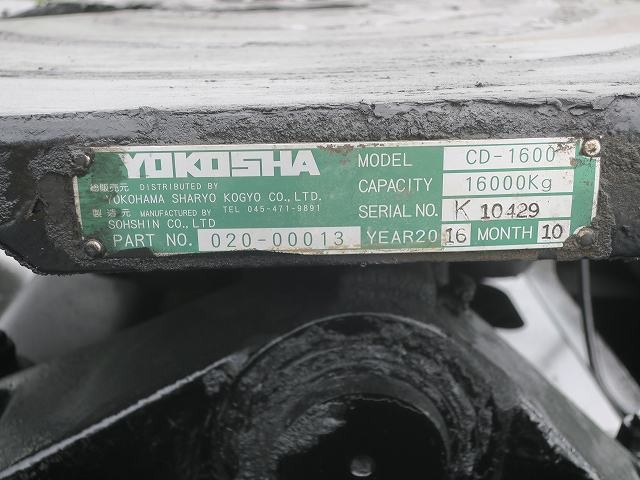 YOKOSHA
総販売元 DISTRIBUTED BY
YOKOHAMA SHARYO KOGYO CO., LTD.
製造元 MANUFACTURED BY TEL 045-471-9891
SOHSHIN CO., LTD
PART NO. 020-00013
MODEL CD-1600
CAPACITY 16000Kg
SERIAL NO. K 10429
YEAR20 16 MONTH 10